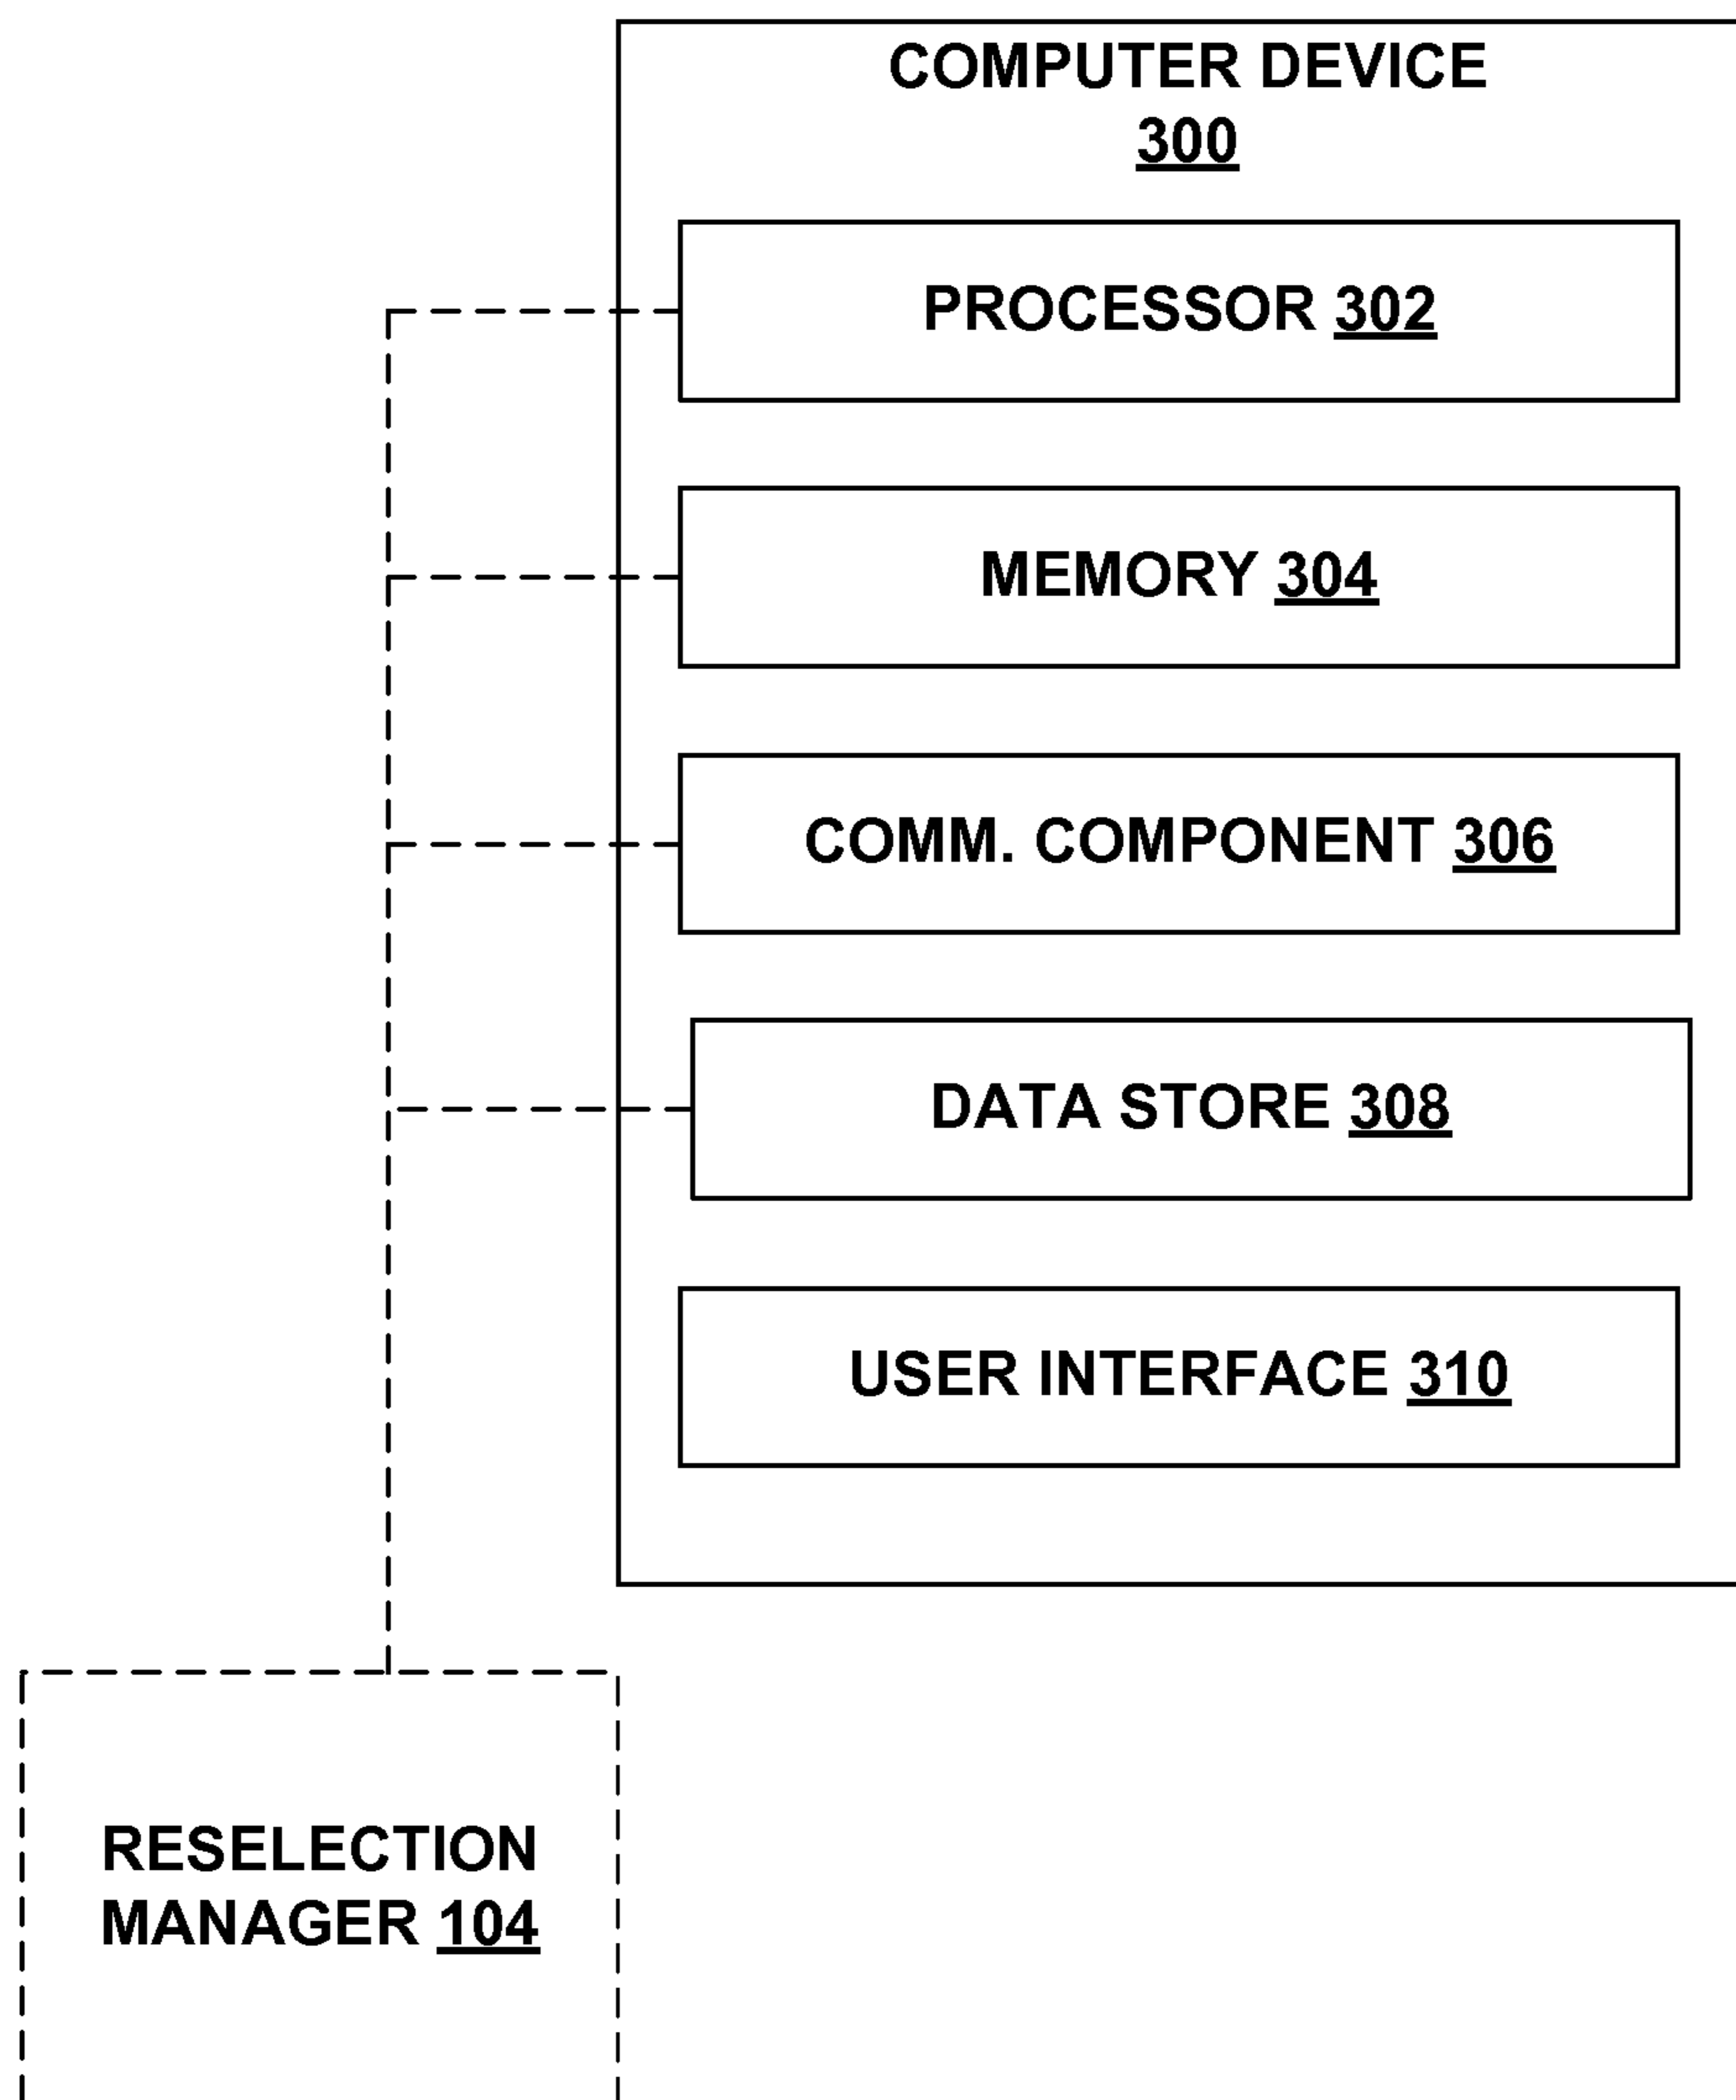 COMPUTER DEVICE
300
PROCESSOR 302
MEMORY 304
COMM. COMPONENT 306
DATA STORE 308
USER INTERFACE 310
RESELECTION
MANAGER 104